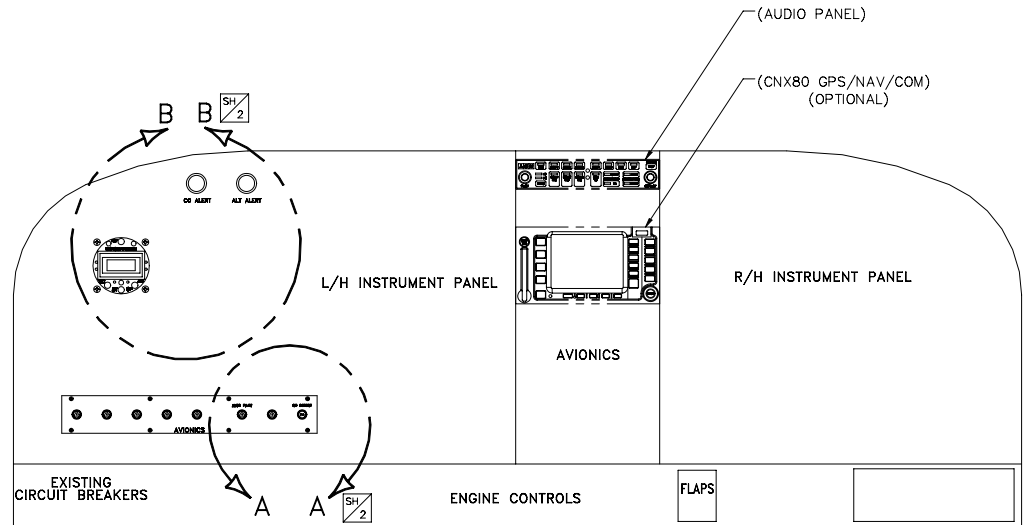 (AUDIO PANEL)
(CNX80 GPS/NAV/COM)
(OPTIONAL)
B B SH 2
CO ALERT ALT ALERT
L/H INSTRUMENT PANEL
R/H INSTRUMENT PANEL
AVIONICS
AVIONICS
EXISTING
CIRCUIT BREAKERS
A A SH 2
ENGINE CONTROLS
FLAPS